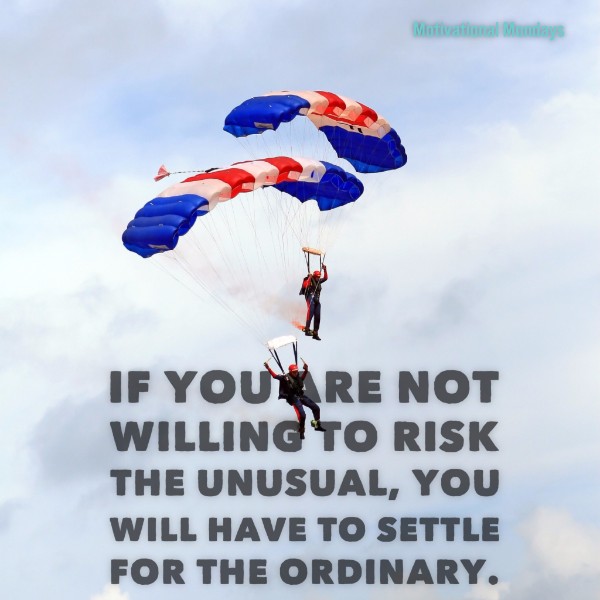 Motivational Mondays
IF YOU ARE NOT
WILLING TO RISK
THE UNUSUAL, YOU
WILL HAVE TO SETTLE
FOR THE ORDINARY.